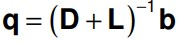 q = (D + L)⁻¹ b